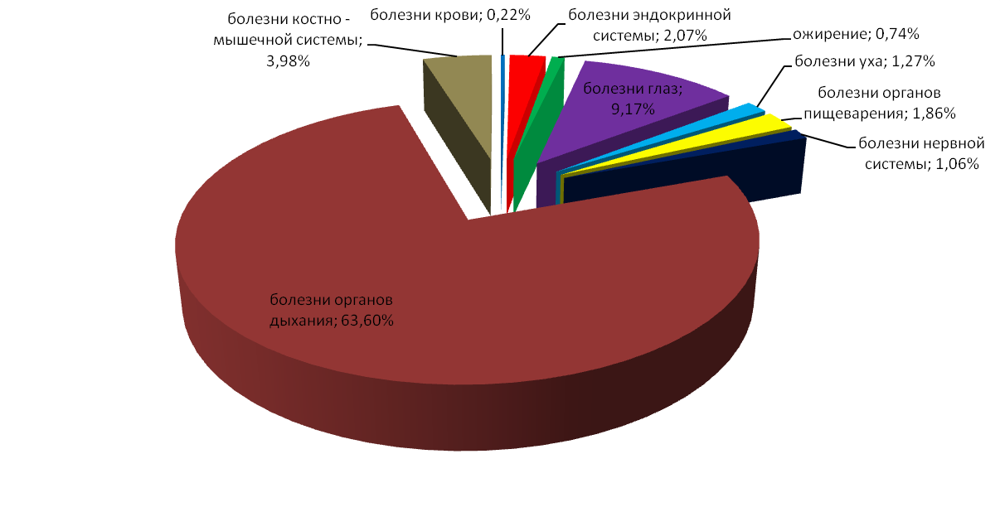 болезни костно -
мышечной системы;
3,98%
болезни крови; 0,22%
болезни эндокринной
системы; 2,07%
ожирение; 0,74%
болезни уха; 1,27%
болезни глаз;
9,17%
болезни органов
пищеварения; 1,86%
болезни нервной
системы; 1,06%
болезни органов
дыхания; 63,60%